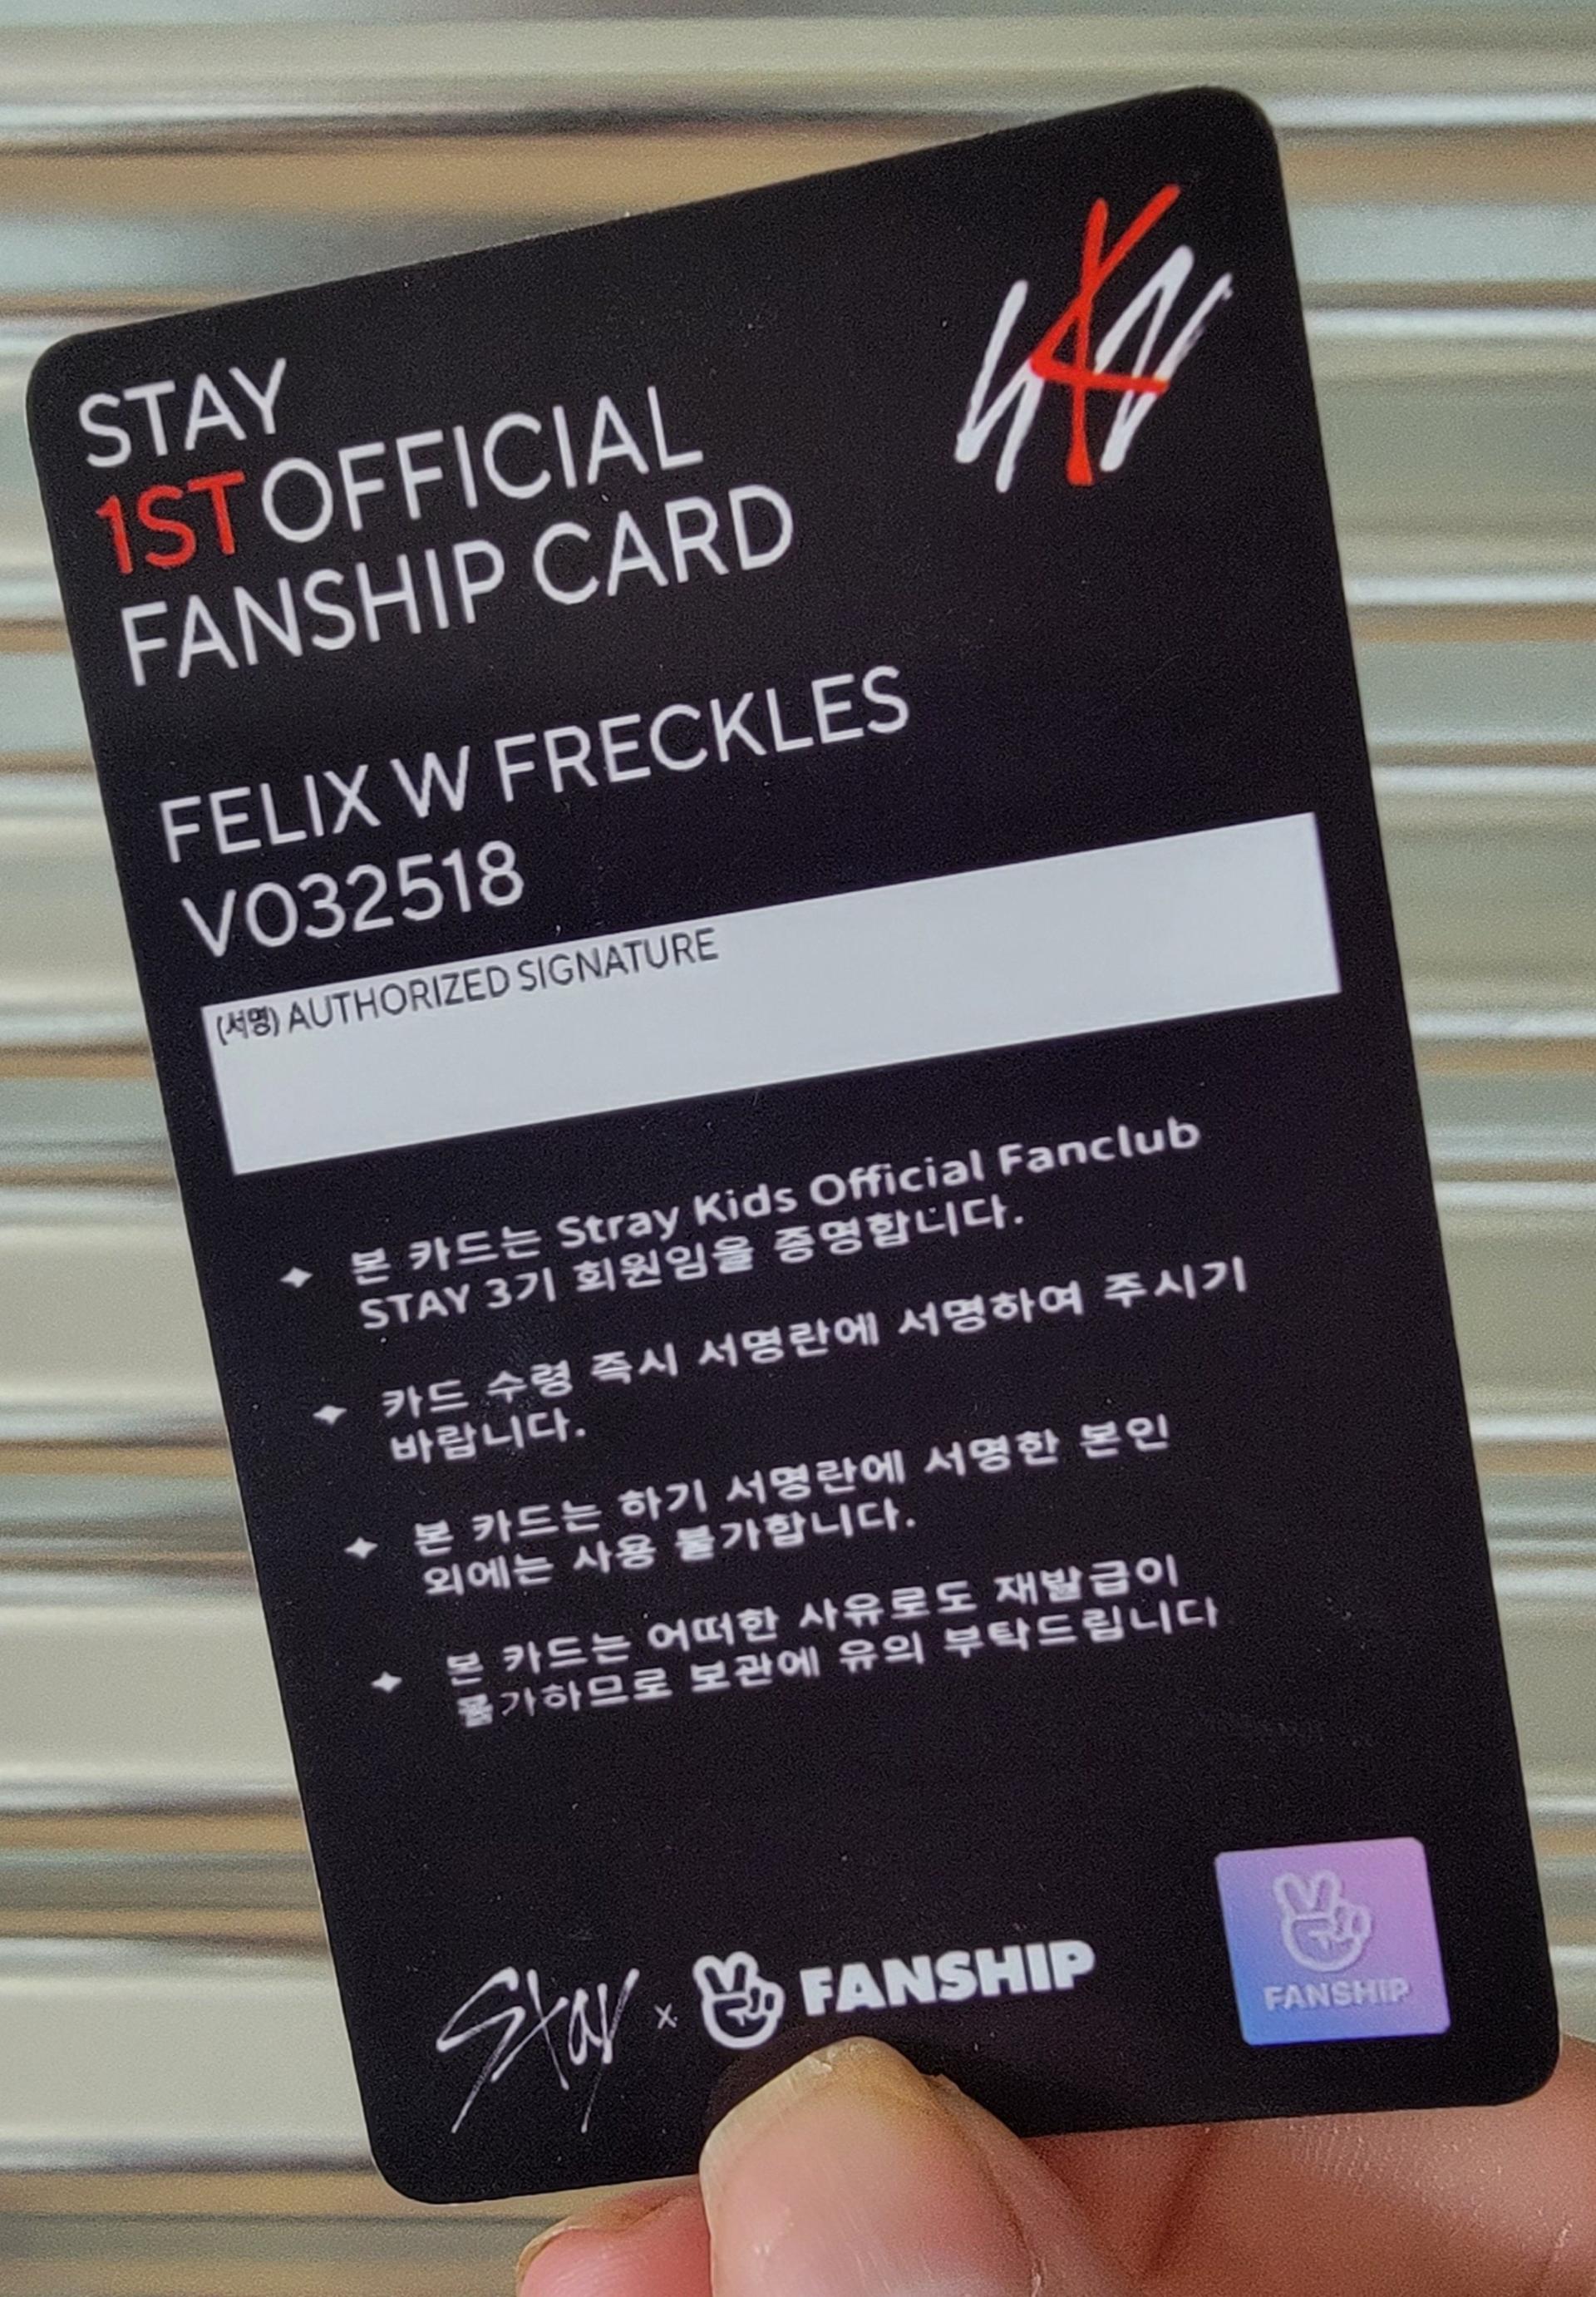 SKZ
STAY
1ST OFFICIAL
FANSHIP CARD
FELIX W FRECKLES
V032518
(서명) AUTHORIZED SIGNATURE
✦ 본 카드는 Stray Kids Official Fanclub
STAY 3기 회원임을 증명합니다.
✦ 카드 수령 즉시 서명란에 서명하여 주시기
바랍니다.
✦ 본 카드는 하기 서명란에 서명한 본인
외에는 사용 불가합니다.
✦ 본 카드는 어떠한 사유로도 재발급이
불가하므로 보관에 유의 부탁드립니다
Stay x V FANSHIP
V FANSHIP